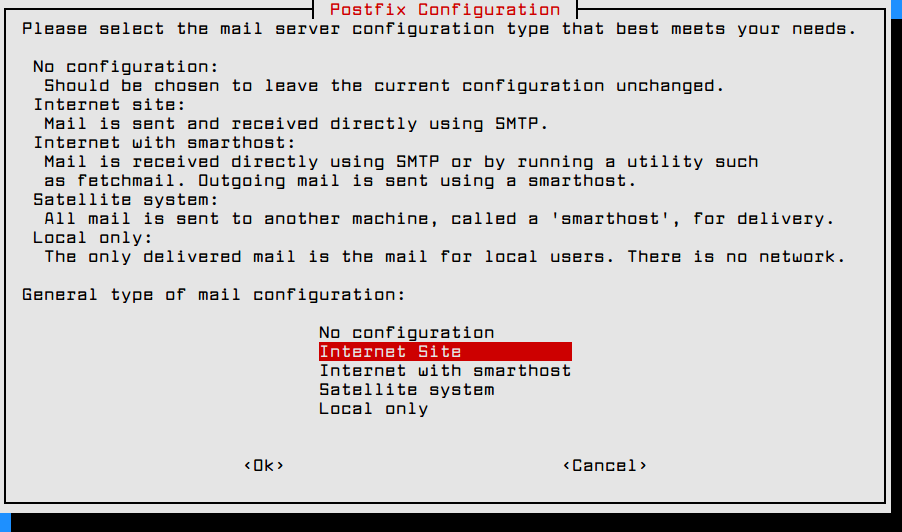 Postfix Configuration
Please select the mail server configuration type that best meets your needs.
No configuration:
Should be chosen to leave the current configuration unchanged.
Internet site:
Mail is sent and received directly using SMTP.
Internet with smarthost:
Mail is received directly using SMTP or by running a utility such
as fetchmail. Outgoing mail is sent using a smarthost.
Satellite system:
All mail is sent to another machine, called a 'smarthost', for delivery.
Local only:
The only delivered mail is the mail for local users. There is no network.
General type of mail configuration:
No configuration
Internet Site
Internet with smarthost
Satellite system
Local only
<Ok> <Cancel>